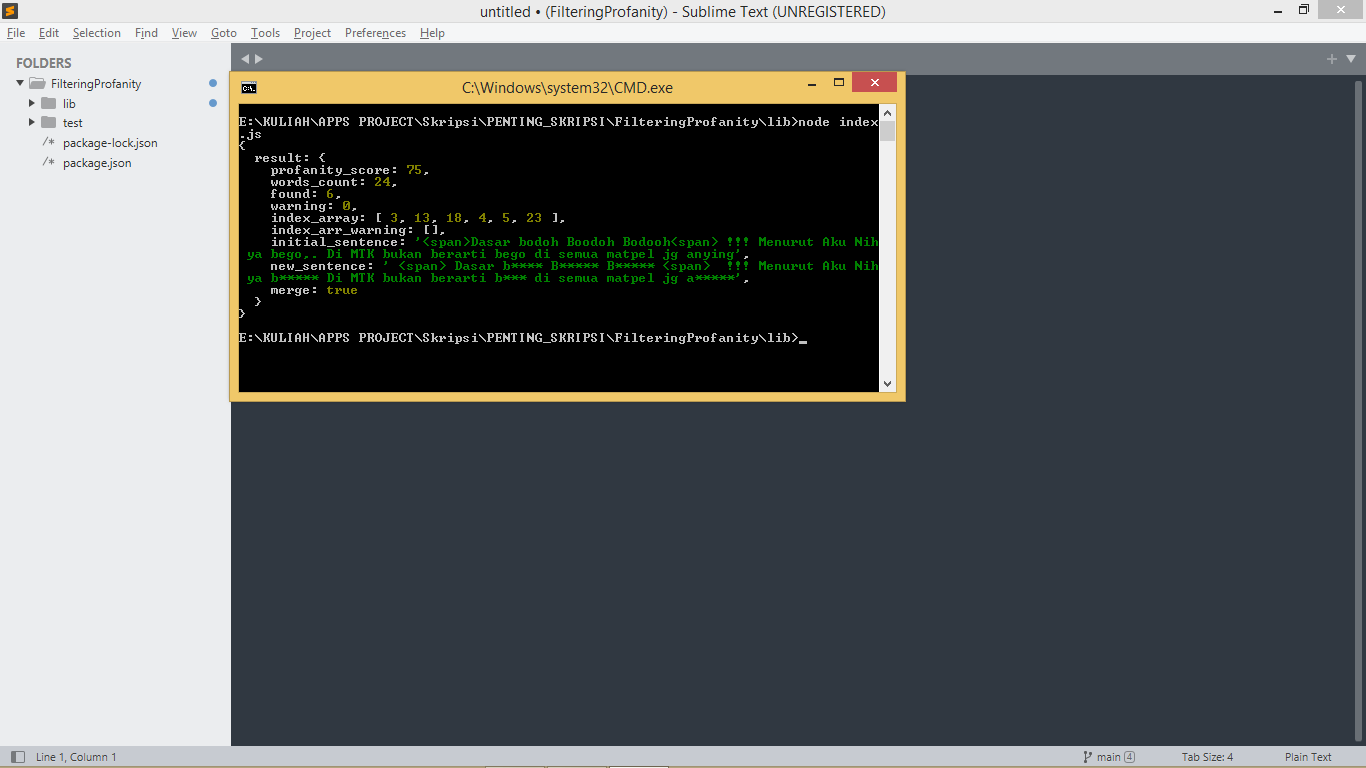 untitled • (FilteringProfanity) - Sublime Text (UNREGISTERED)
File Edit Selection Find View Goto Tools Project Preferences Help
FOLDERS
FilteringProfanity
lib
test
/* package-lock.json
/* package.json
C:\Windows\system32\CMD.exe
E:\KULIAH\APPS PROJECT\Skripsi\PENTING_SKRIPSI\FilteringProfanity\lib>node index
.js
{
result: {
profanity_score: 75,
words_count: 24,
found: 6,
warning: 0,
index_array: [ 3, 13, 18, 4, 5, 23 ],
index_arr_warning: [],
initial_sentence: '<span>Dasar bodoh Boodoh Bodooh<span> !!! Menurut Aku Nih
ya bego,. Di MTK bukan berarti bego di semua matpel jg anying',
new_sentence: ' <span> Dasar b**** B***** B***** <span>  !!! Menurut Aku Nih
ya b***** Di MTK bukan berarti b*** di semua matpel jg a*****',
merge: true
}
}
E:\KULIAH\APPS PROJECT\Skripsi\PENTING_SKRIPSI\FilteringProfanity\lib>_
Line 1, Column 1
main 4
Tab Size: 4
Plain Text